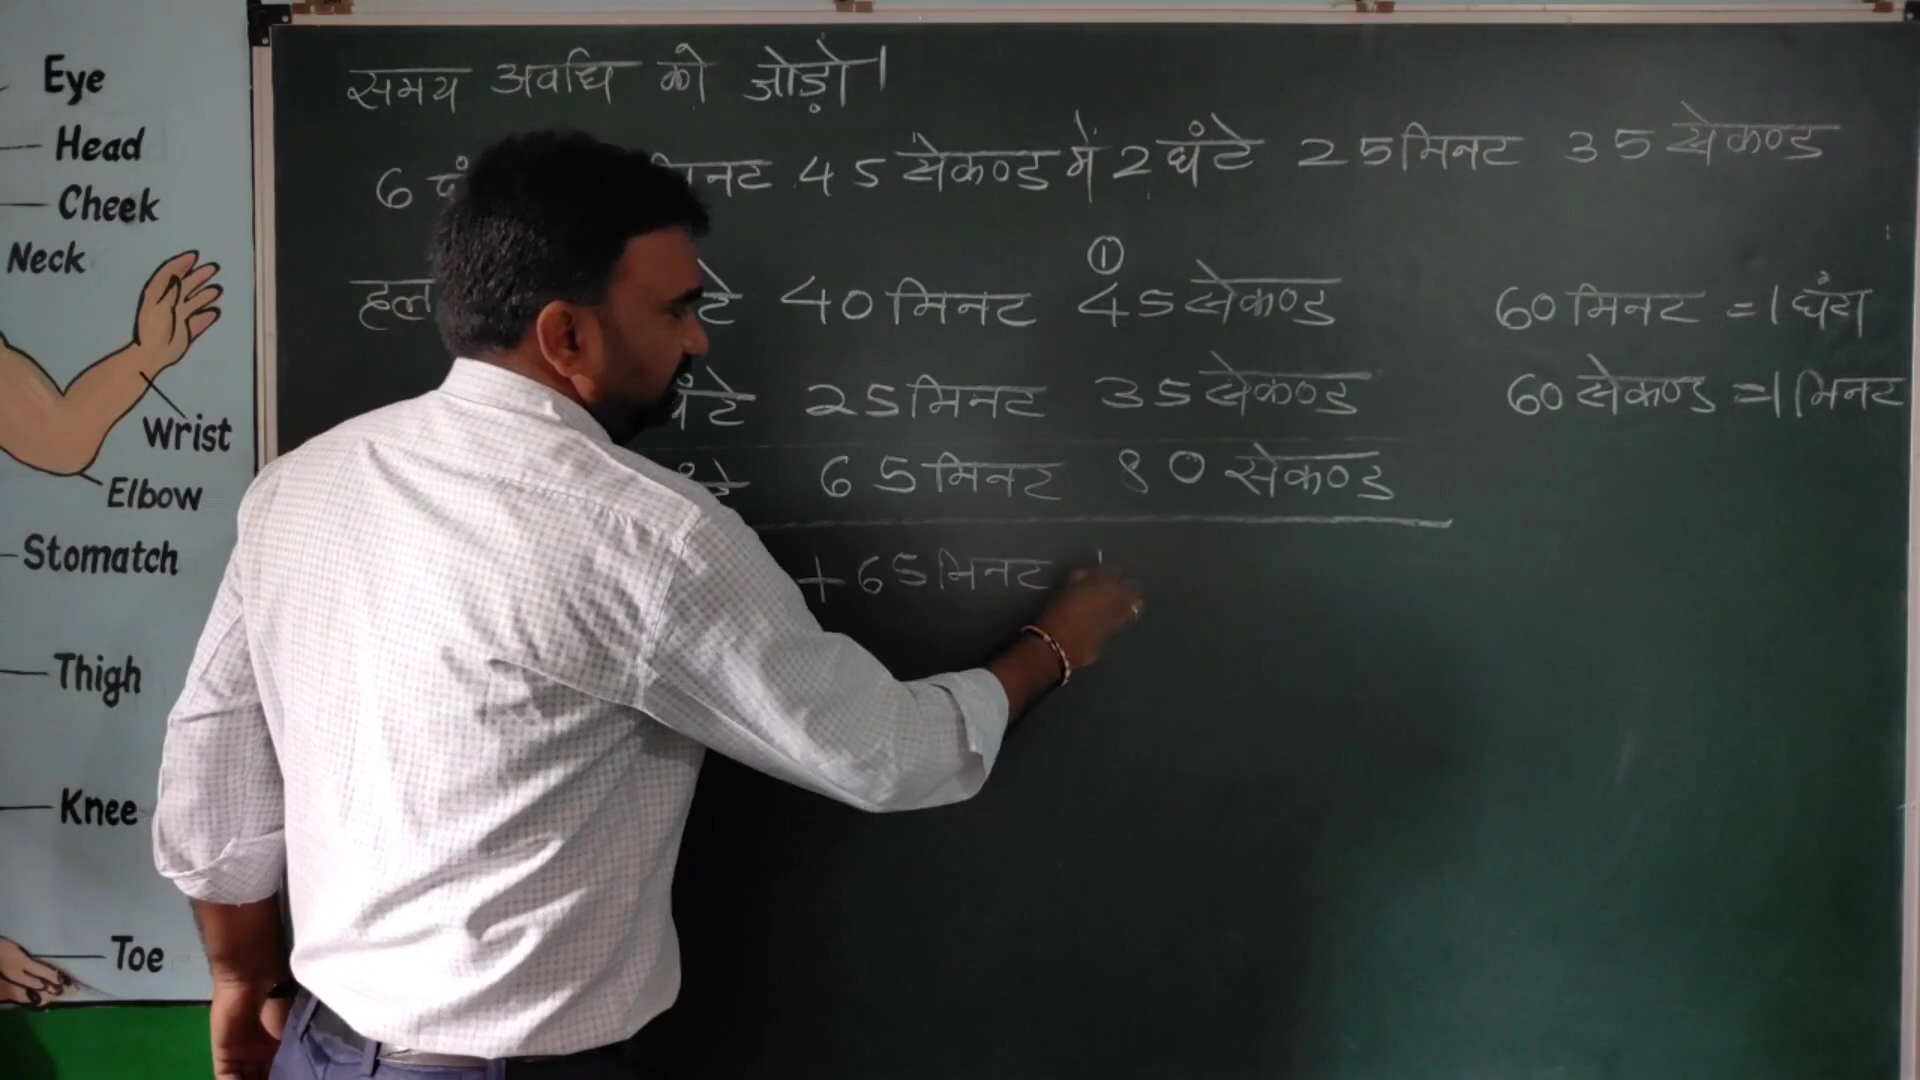 Eye
Head
Cheek
Neck
Wrist
Elbow
Stomatch
Thigh
Knee
Toe
समय अवधि को जोड़ो।
6 मिनट 45 सेकण्ड में 2 घंटे 25 मिनट 35 सेकण्ड
①
हल 40 मिनट 45 सेकण्ड
25 मिनट 35 सेकण्ड
65 मिनट 80 सेकण्ड
+ 65 मिनट
60 मिनट = 1 घंटा
60 सेकण्ड = 1 मिनट